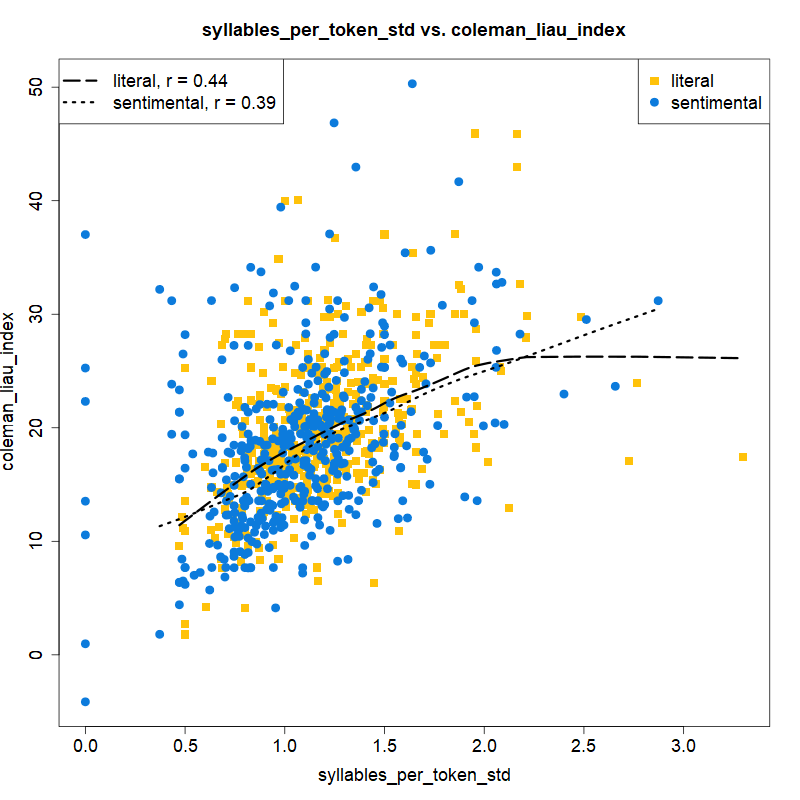 syllables_per_token_std vs. coleman_liau_index
literal, r = 0.44
sentimental, r = 0.39
literal
sentimental
coleman_liau_index
50
40
30
20
10
0
0.0 0.5 1.0 1.5 2.0 2.5 3.0
syllables_per_token_std